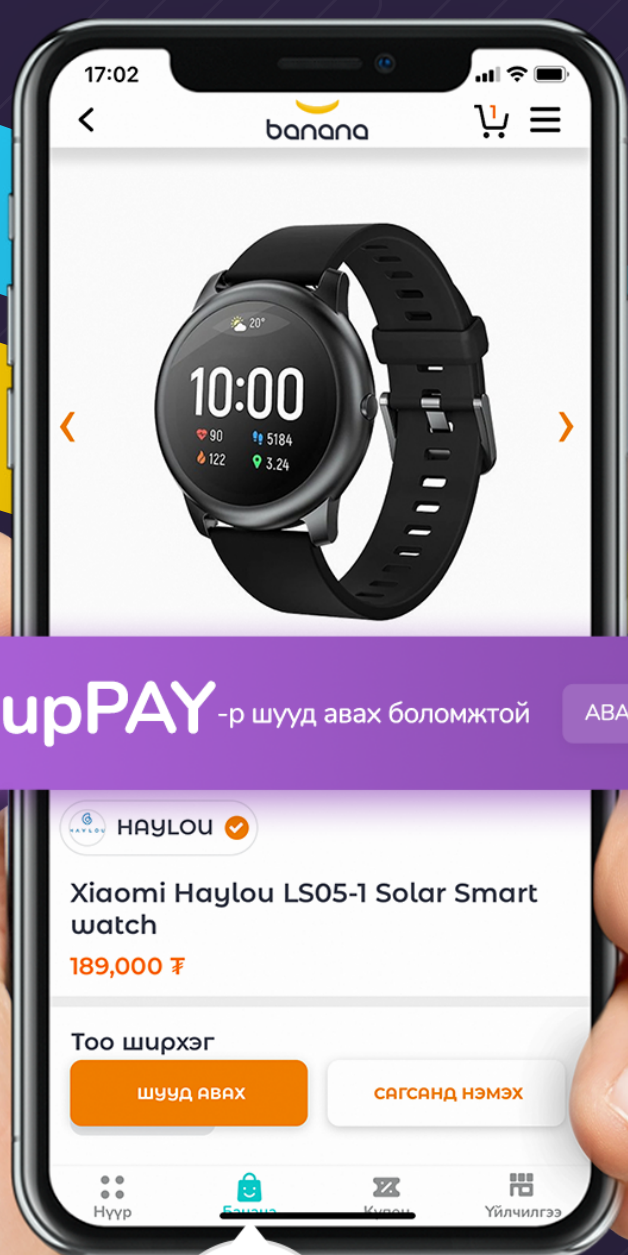 17:02
banana
1
20°
10:00
90 5184
122 3.24
upPAY -р шууд авах боломжтой
HAYLOU
HAYLOU
Xiaomi Haylou LS05-1 Solar Smart
watch
189,000 ₮
Тоо ширхэг
ШУУД АВАХ САГСАНД НЭМЭХ
Нүүр Үйлчилгээ